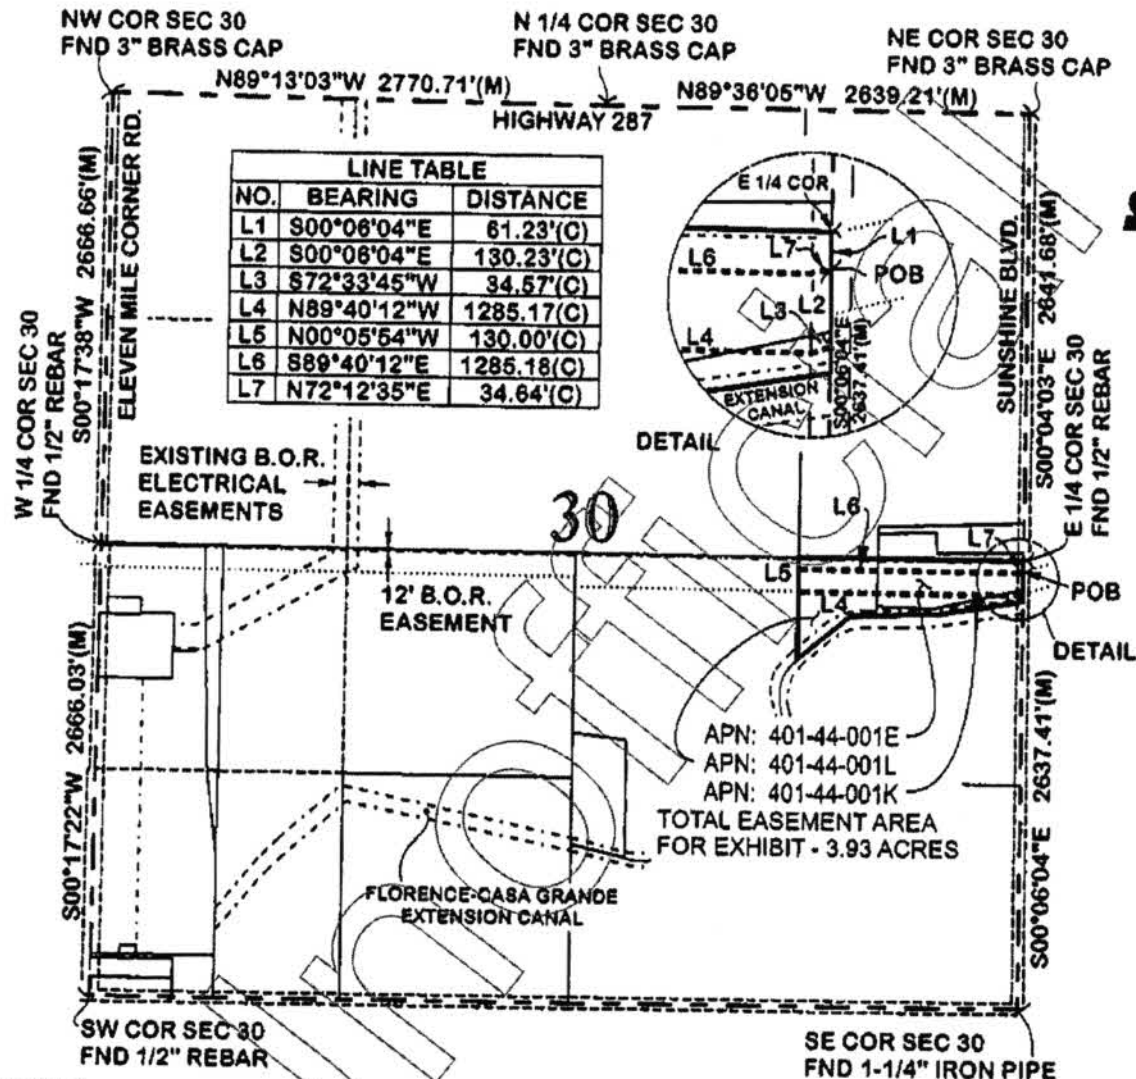 NW COR SEC 30
FND 3" BRASS CAP
N 1/4 COR SEC 30
FND 3" BRASS CAP
NE COR SEC 30
FND 3" BRASS CAP
N89°13'03"W 2770.71'(M)
N89°36'05"W 2639.21'(M)
HIGHWAY 287
ELEVEN MILE CORNER RD.
S00°17'38"W 2666.66'(M)
W 1/4 COR SEC 30
FND 1/2" REBAR
LINE TABLE
NO. BEARING DISTANCE
L1 S00°06'04"E 61.23'(C)
L2 S00°06'04"E 130.23'(C)
L3 S72°33'45"W 34.57'(C)
L4 N89°40'12"W 1285.17(C)
L5 N00°05'54"W 130.00'(C)
L6 S89°40'12"E 1285.18(C)
L7 N72°12'35"E 34.64'(C)
E 1/4 COR
L1
L7
L6
POB
L3
L2
L4
EXTENSION
CANAL
S00°06'04"E
2637.41'(M)
DETAIL
SUNSHINE BLVD.
S00°04'03"E 2641.68'(M)
E 1/4 COR SEC 30
FND 1/2" REBAR
EXISTING B.O.R.
ELECTRICAL
EASEMENTS
30
L6
L7
L5
L4
POB
DETAIL
12' B.O.R.
EASEMENT
APN: 401-44-001E
APN: 401-44-001L
APN: 401-44-001K
TOTAL EASEMENT AREA
FOR EXHIBIT - 3.93 ACRES
S00°17'22"W 2666.03'(M)
S00°06'04"E 2637.41'(M)
FLORENCE-CASA GRANDE
EXTENSION CANAL
SW COR SEC 30
FND 1/2" REBAR
SE COR SEC 30
FND 1-1/4" IRON PIPE
Unofficial